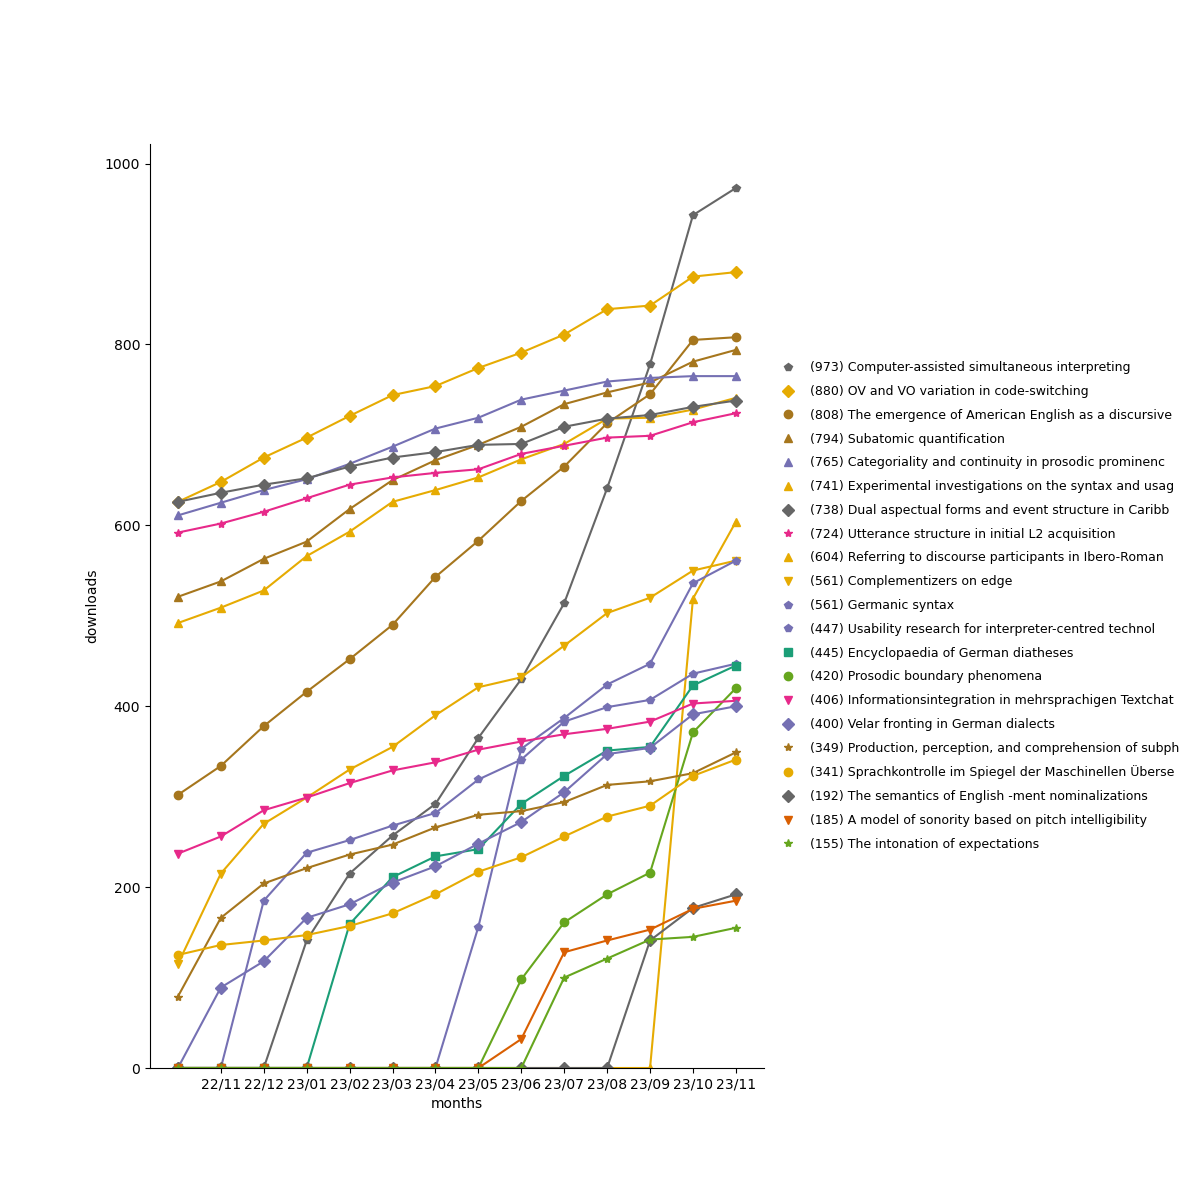 1000
800
600
400
200
0
downloads
22/11 22/12 23/01 23/02 23/03 23/04 23/05 23/06 23/07 23/08 23/09 23/10 23/11
months
(973) Computer-assisted simultaneous interpreting
(880) OV and VO variation in code-switching
(808) The emergence of American English as a discursive
(794) Subatomic quantification
(765) Categoriality and continuity in prosodic prominenc
(741) Experimental investigations on the syntax and usag
(738) Dual aspectual forms and event structure in Caribb
(724) Utterance structure in initial L2 acquisition
(604) Referring to discourse participants in Ibero-Roman
(561) Complementizers on edge
(561) Germanic syntax
(447) Usability research for interpreter-centred technol
(445) Encyclopaedia of German diatheses
(420) Prosodic boundary phenomena
(406) Informationsintegration in mehrsprachigen Textchat
(400) Velar fronting in German dialects
(349) Production, perception, and comprehension of subph
(341) Sprachkontrolle im Spiegel der Maschinellen Überse
(192) The semantics of English -ment nominalizations
(185) A model of sonority based on pitch intelligibility
(155) The intonation of expectations